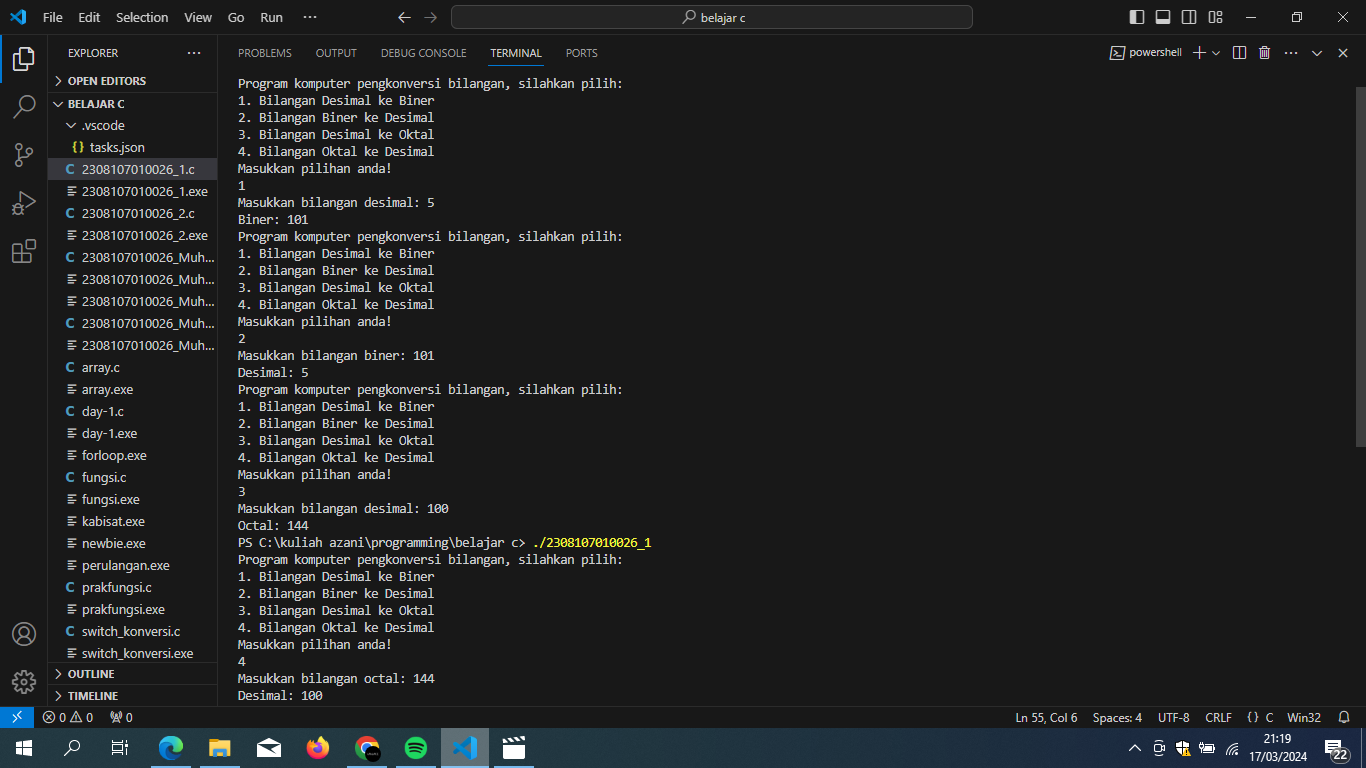 File Edit Selection View Go Run ···
belajar c
EXPLORER ···
OPEN EDITORS
BELAJAR C
.vscode
{} tasks.json
C 2308107010026_1.c
2308107010026_1.exe
C 2308107010026_2.c
2308107010026_2.exe
C 2308107010026_Muh...
2308107010026_Muh...
2308107010026_Muh...
C 2308107010026_Muh...
2308107010026_Muh...
C array.c
array.exe
C day-1.c
day-1.exe
forloop.exe
C fungsi.c
fungsi.exe
kabisat.exe
newbie.exe
perulangan.exe
C prakfungsi.c
prakfungsi.exe
C switch_konversi.c
switch_konversi.exe
OUTLINE
TIMELINE
PROBLEMS OUTPUT DEBUG CONSOLE TERMINAL PORTS
powershell
Program komputer pengkonversi bilangan, silahkan pilih:
1. Bilangan Desimal ke Biner
2. Bilangan Biner ke Desimal
3. Bilangan Desimal ke Oktal
4. Bilangan Oktal ke Desimal
Masukkan pilihan anda!
1
Masukkan bilangan desimal: 5
Biner: 101
Program komputer pengkonversi bilangan, silahkan pilih:
1. Bilangan Desimal ke Biner
2. Bilangan Biner ke Desimal
3. Bilangan Desimal ke Oktal
4. Bilangan Oktal ke Desimal
Masukkan pilihan anda!
2
Masukkan bilangan biner: 101
Desimal: 5
Program komputer pengkonversi bilangan, silahkan pilih:
1. Bilangan Desimal ke Biner
2. Bilangan Biner ke Desimal
3. Bilangan Desimal ke Oktal
4. Bilangan Oktal ke Desimal
Masukkan pilihan anda!
3
Masukkan bilangan desimal: 100
Octal: 144
PS C:\kuliah azani\programming\belajar c> ./2308107010026_1
Program komputer pengkonversi bilangan, silahkan pilih:
1. Bilangan Desimal ke Biner
2. Bilangan Biner ke Desimal
3. Bilangan Desimal ke Oktal
4. Bilangan Oktal ke Desimal
Masukkan pilihan anda!
4
Masukkan bilangan octal: 144
Desimal: 100
0 0 0 Ln 55, Col 6 Spaces: 4 UTF-8 CRLF {} C Win32
21:19
17/03/2024
22